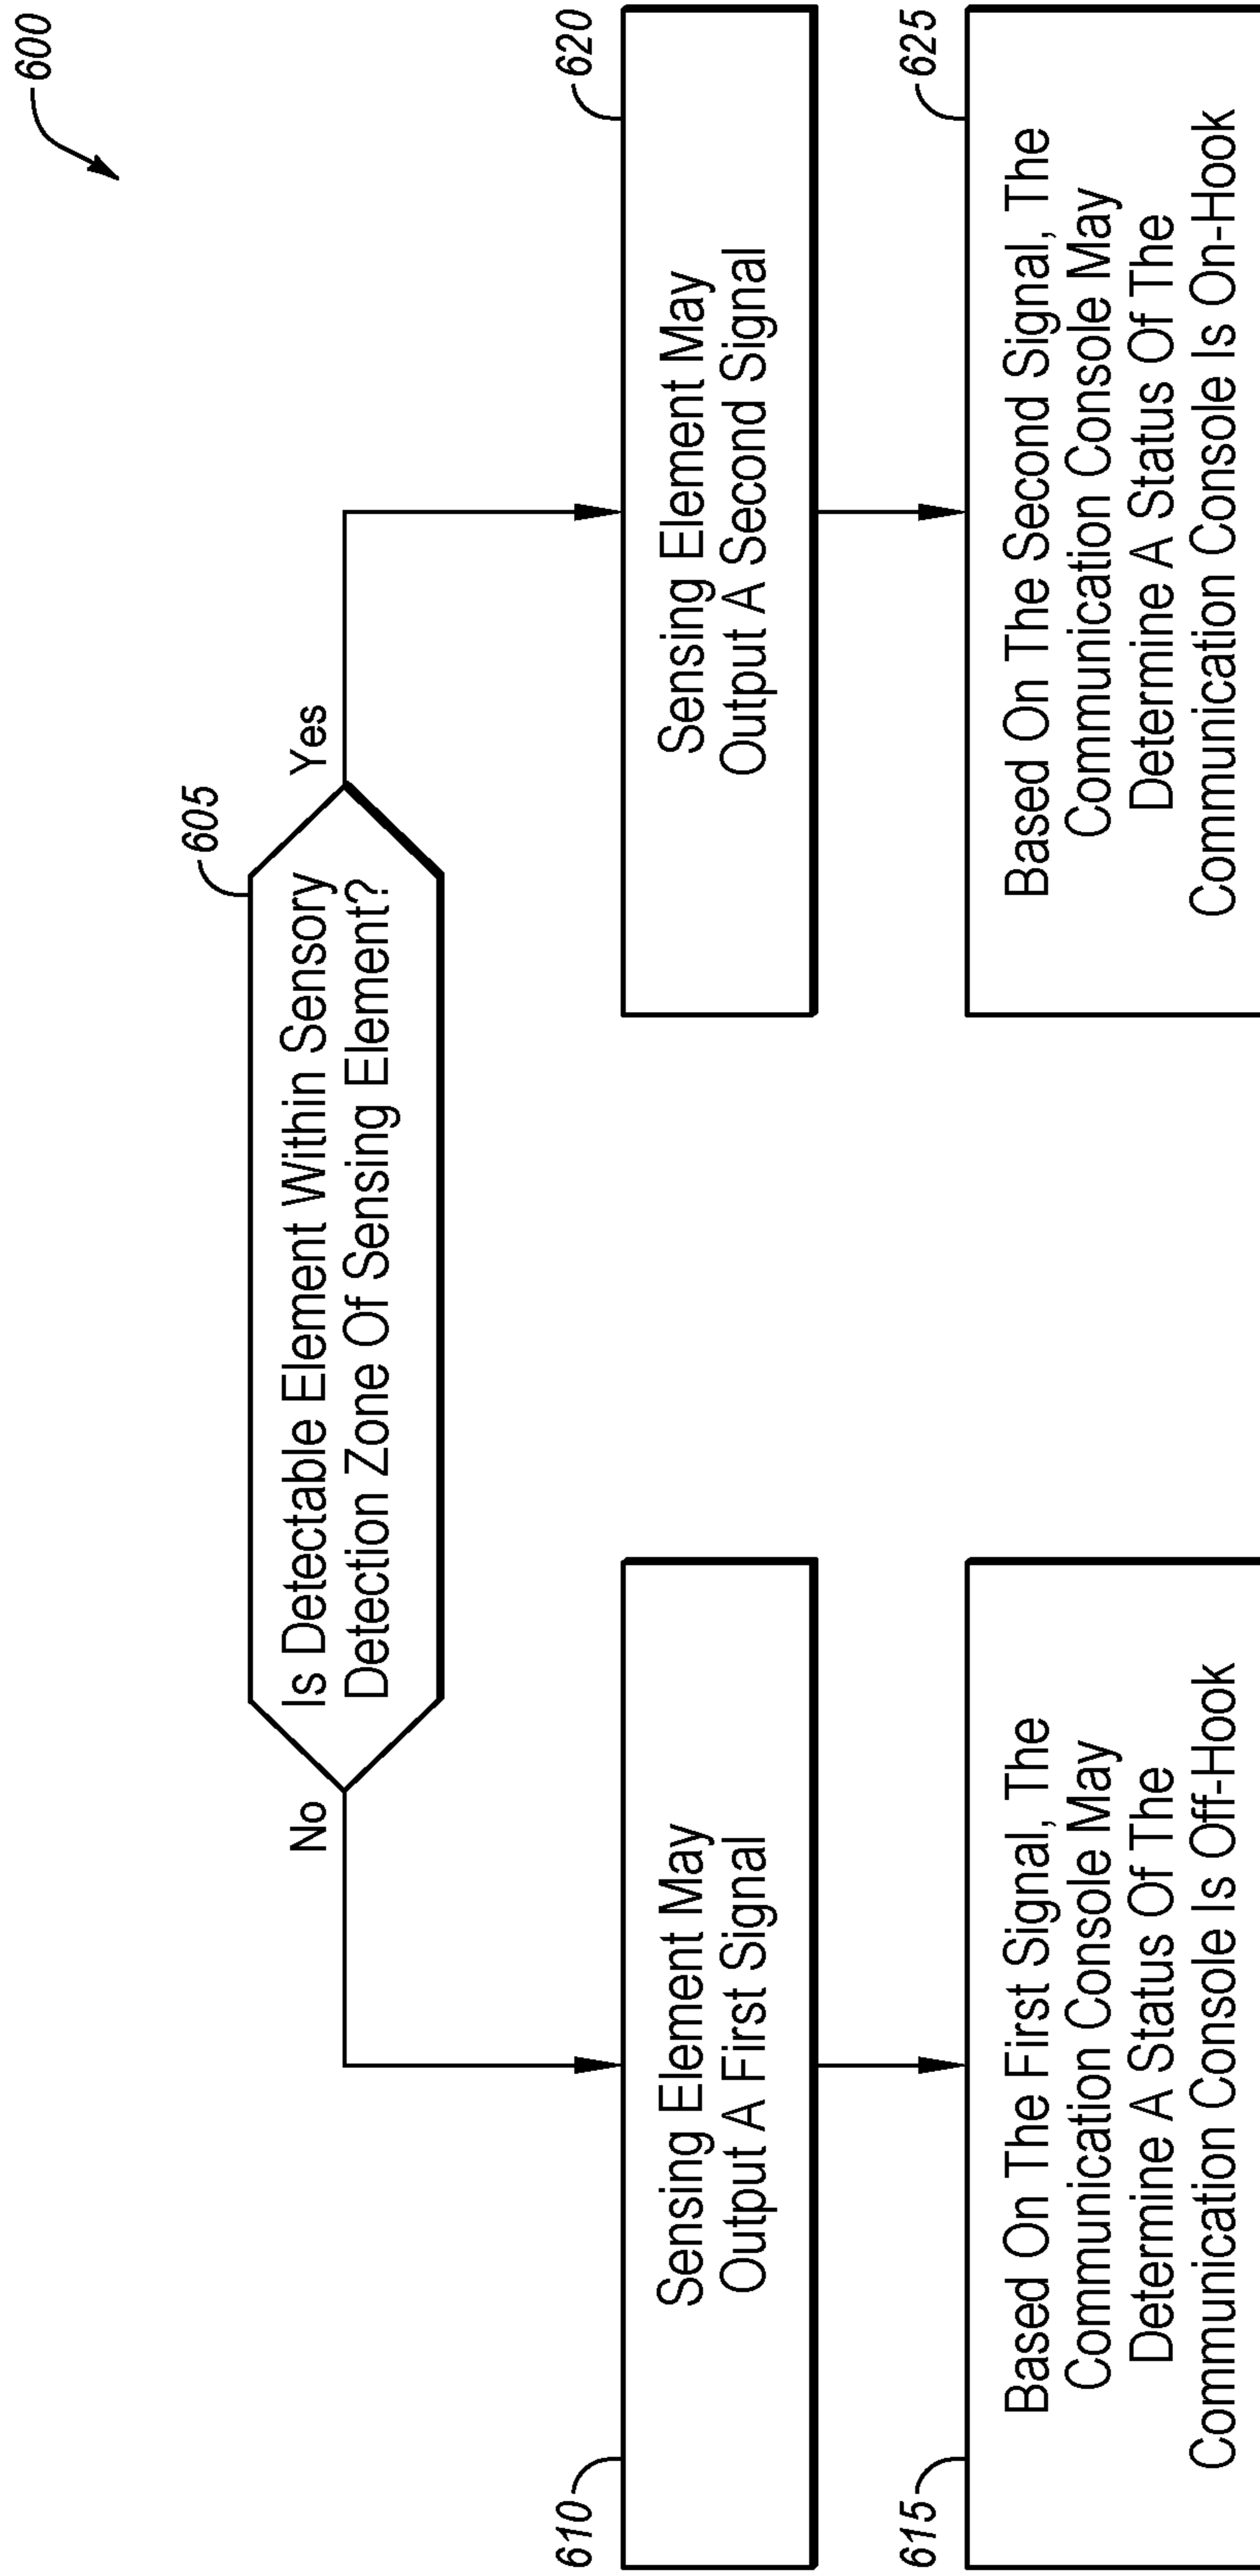 600
605
Is Detectable Element Within Sensory
Detection Zone Of Sensing Element?
No
Yes
610
Sensing Element May
Output A First Signal
620
Sensing Element May
Output A Second Signal
615
Based On The First Signal, The
Communication Console May
Determine A Status Of The
Communication Console Is Off-Hook
625
Based On The Second Signal, The
Communication Console May
Determine A Status Of The
Communication Console Is On-Hook